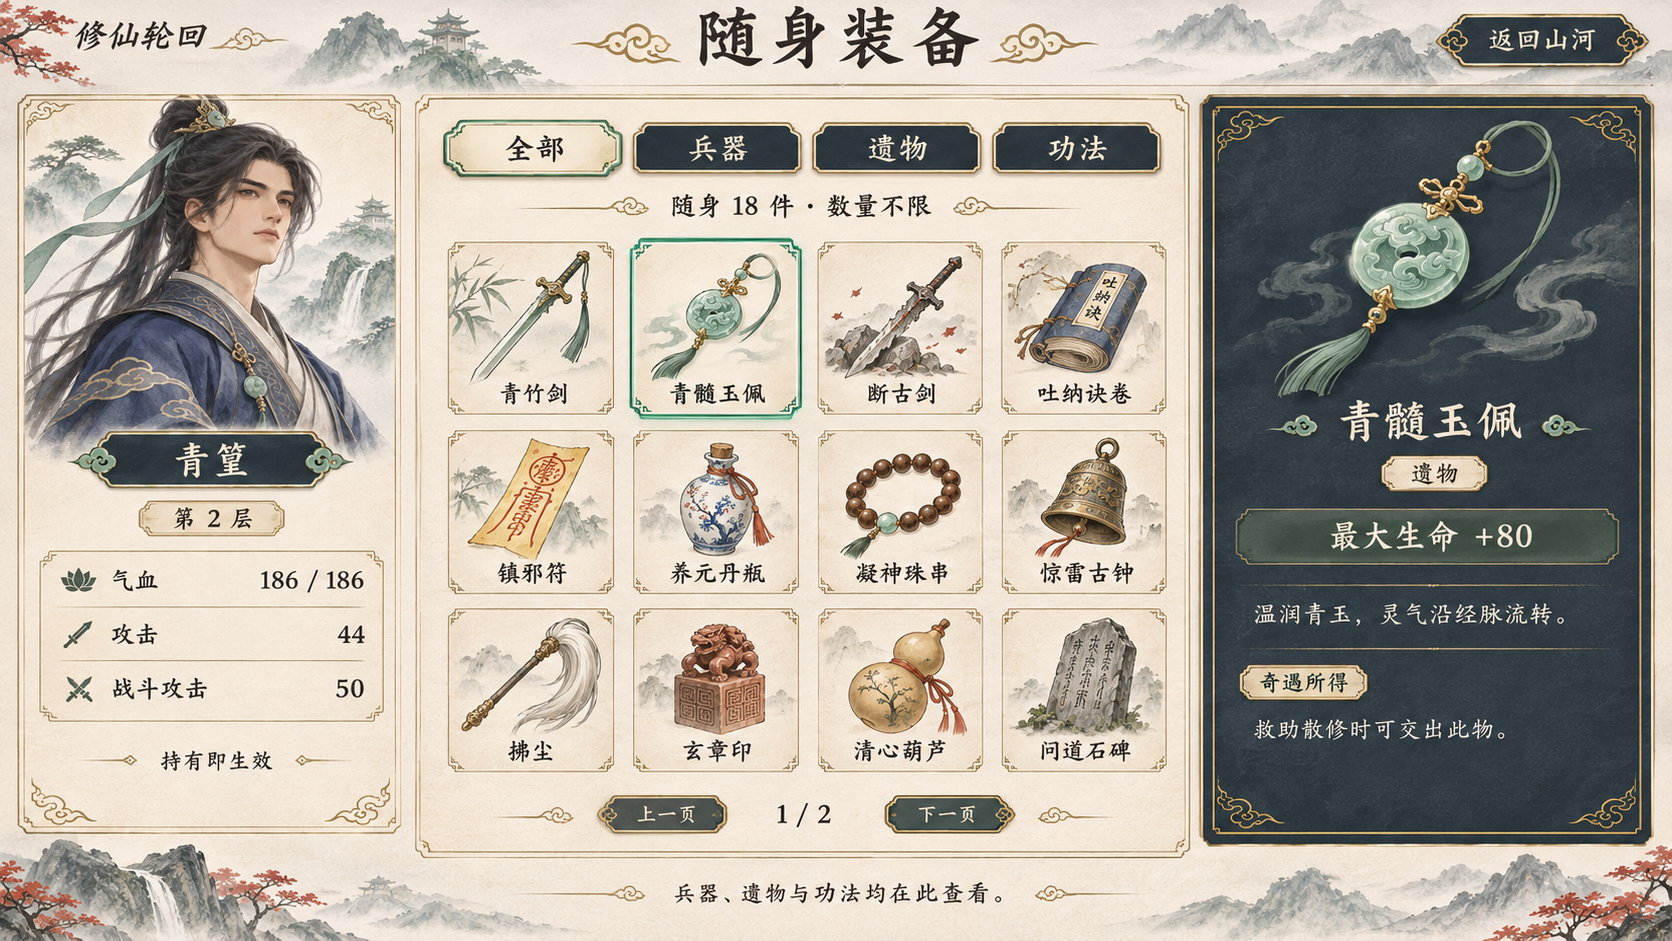 修仙轮回
随身装备
返回山河
青篁
第 2 层
气血 186 / 186
攻击 44
战斗攻击 50
持有即生效
全部 兵器 遗物 功法
随身 18 件 · 数量不限
吐纳诀
青竹剑 青髓玉佩 断古剑 吐纳诀卷
镇邪符 养元丹瓶 凝神珠串 惊雷古钟
拂尘 玄章印 清心葫芦 问道石碑
上一页 1 / 2 下一页
青髓玉佩
遗物
最大生命 +80
温润青玉，灵气沿经脉流转。
奇遇所得
救助散修时可交出此物。
兵器、遗物与功法均在此查看。